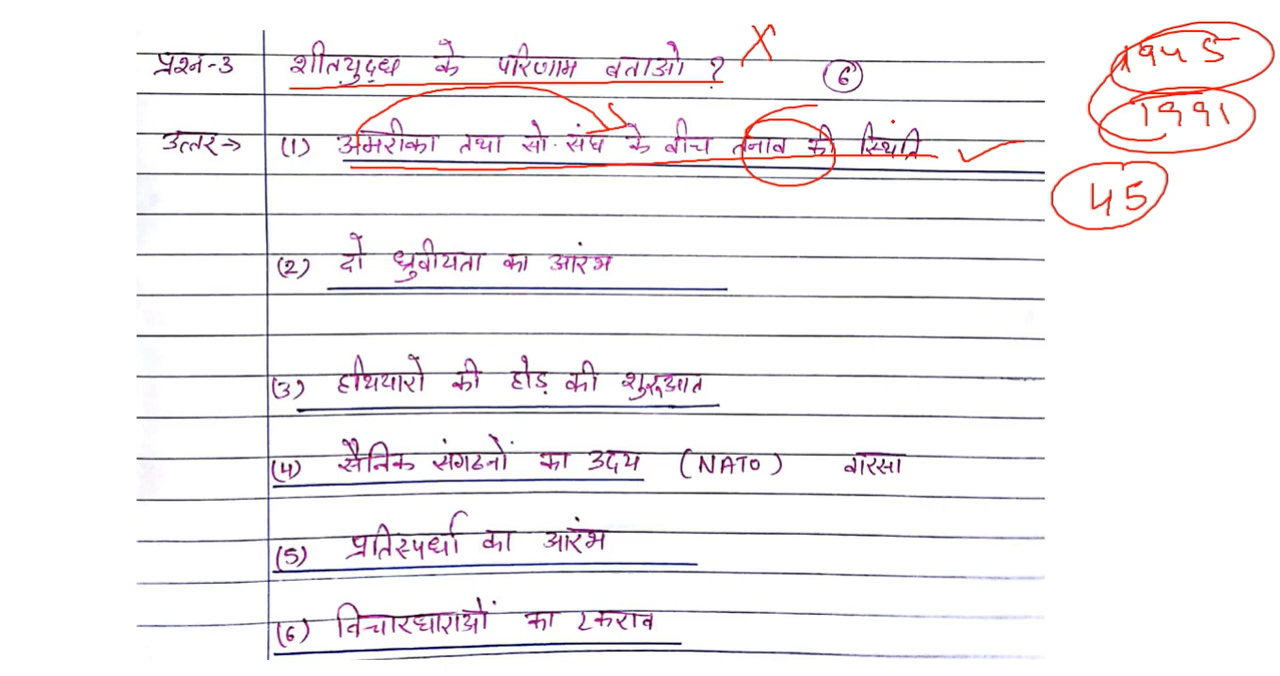 प्रश्न-3 शीतयुद्ध के परिणाम बताओ ? X (6)
1945
1991
उत्तर→ (1) अमरीका तथा सो. संघ के बीच तनाव की स्थिति ✓
45
(2) दो ध्रुवीयता का आरंभ
(3) हथियारों की होड़ की शुरुआत
(4) सैनिक संगठनों का उदय (NATO) वारसा
(5) प्रतिस्पर्धा का आरंभ
(6) विचारधाराओं का टकराव